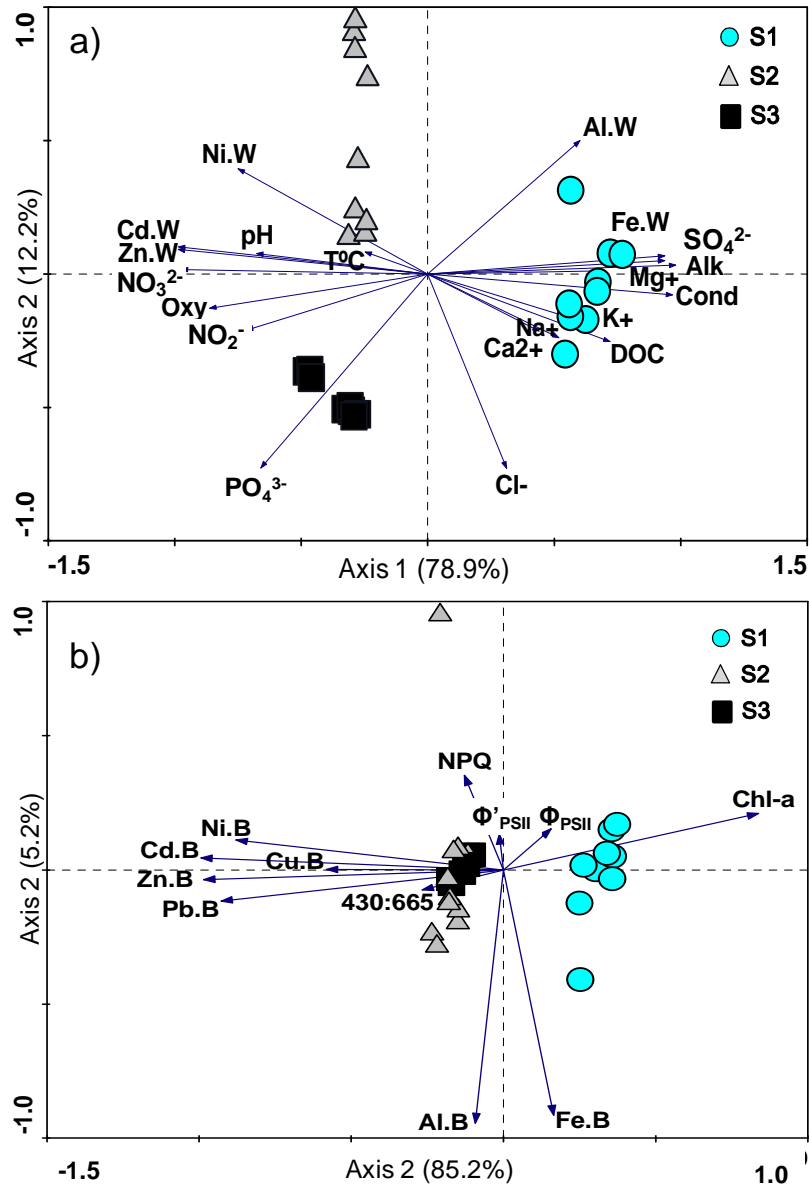 a)
1.0
S1
S2
S3
Al.W
Ni.W
Fe.W
Cd.W
pH
SO₄²⁻
Zn.W
T⁰C
Alk
NO₃²⁻
Mg+
Cond
Oxy
NO₂⁻
Na+
K+
Ca2+
DOC
PO₄³⁻
Cl-
Axis 2 (12.2%)
-1.0
-1.5
Axis 1 (78.9%)
1.5
b)
1.0
S1
S2
S3
NPQ
Φ'PSII
ΦPSII
Chl-a
Ni.B
Cd.B
Cu.B
Zn.B
Pb.B
430:665
Al.B
Fe.B
Axis 2 (5.2%)
-1.0
-1.5
Axis 2 (85.2%)
1.0